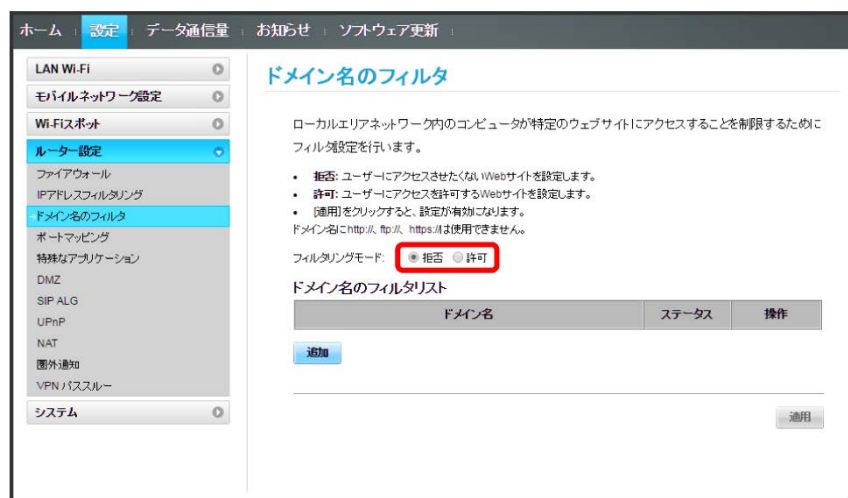 ホーム 設定 データ通信量 お知らせ ソフトウェア更新
LAN Wi-Fi
モバイルネットワーク設定
Wi-Fiスポット
ルーター設定
ファイアウォール
IPアドレスフィルタリング
ドメイン名のフィルタ
ポートマッピング
特殊なアプリケーション
DMZ
SIP ALG
UPnP
NAT
圏外通知
VPN パススルー
システム
ドメイン名のフィルタ
ローカルエリアネットワーク内のコンピュータが特定のウェブサイトにアクセスすることを制限するために
フィルタ設定を行います。
• 拒否: ユーザーにアクセスさせたくないWebサイトを設定します。
• 許可: ユーザーにアクセスを許可するWebサイトを設定します。
• [適用]をクリックすると、設定が有効になります。
ドメイン名にhttp://、ftp://、https://は使用できません。
フィルタリングモード: 拒否 許可
ドメイン名のフィルタリスト
ドメイン名 ステータス 操作
追加
適用